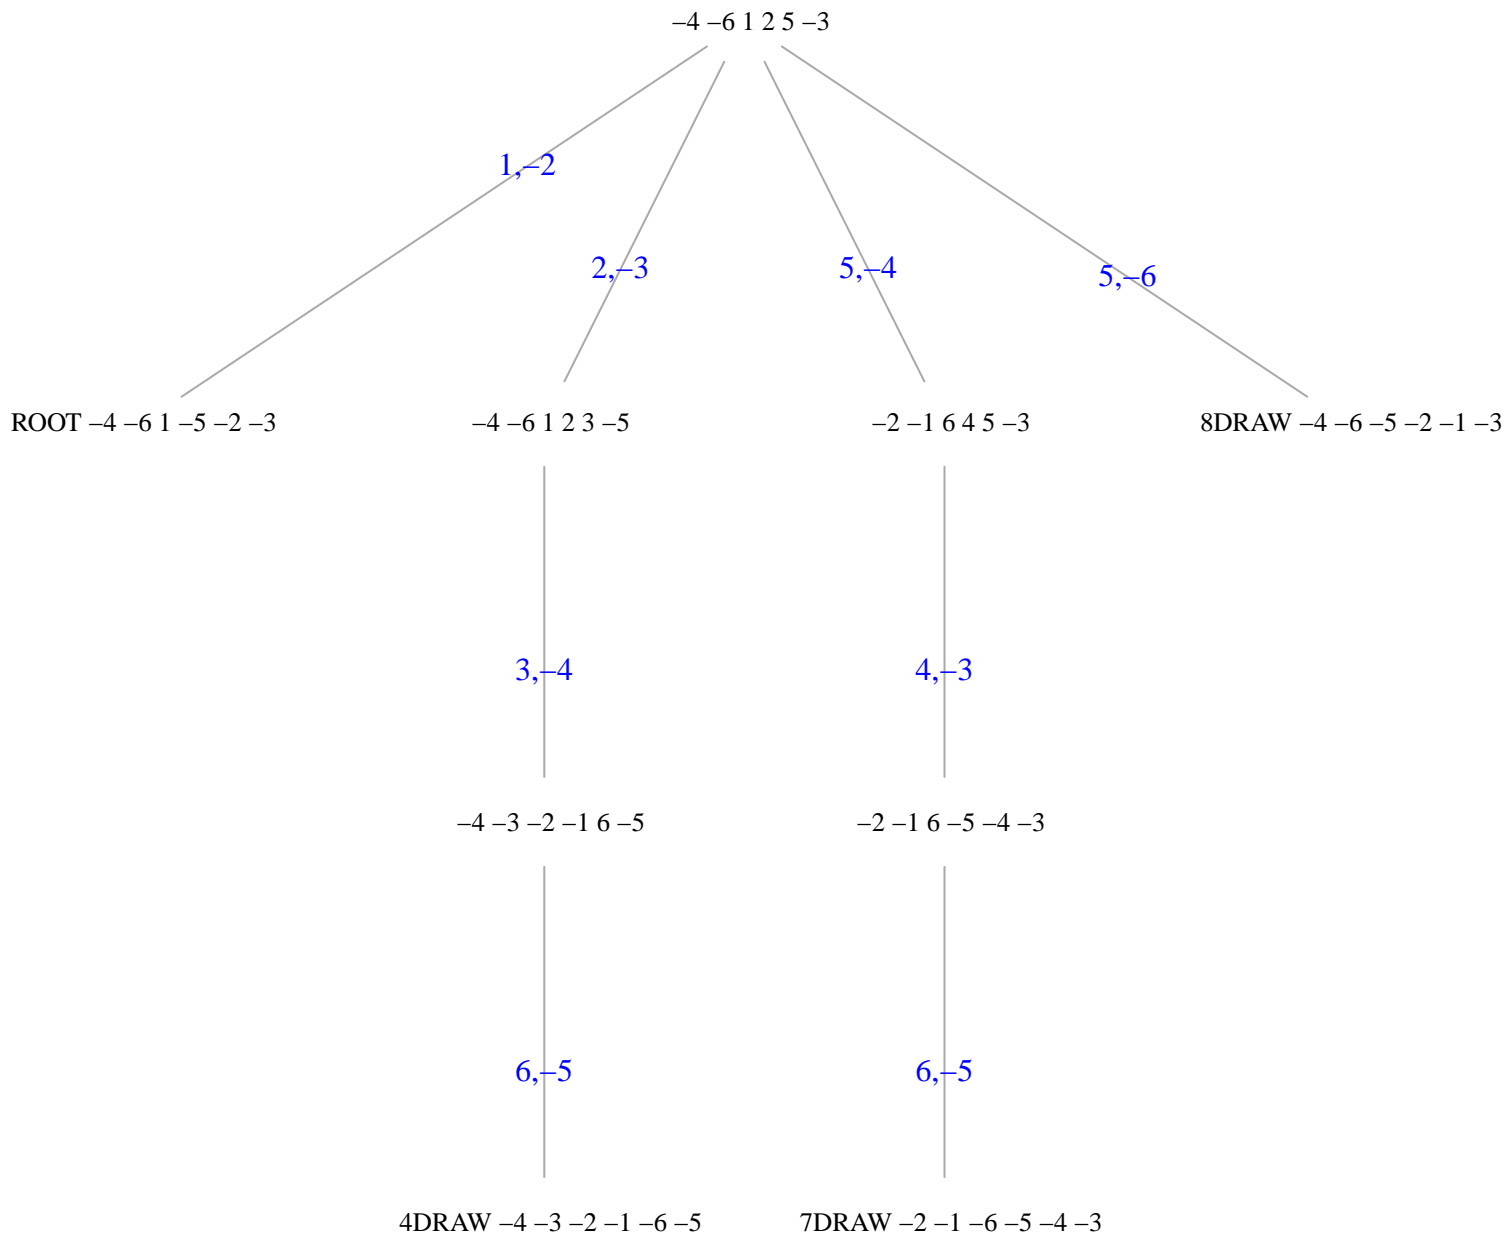 –4 –6 1 2 5 –3
1,–2
2,–3
5,–4
5,–6
ROOT –4 –6 1 –5 –2 –3
–4 –6 1 2 3 –5
–2 –1 6 4 5 –3
8DRAW –4 –6 –5 –2 –1 –3
3,–4
4,–3
–4 –3 –2 –1 6 –5
–2 –1 6 –5 –4 –3
6,–5
6,–5
4DRAW –4 –3 –2 –1 –6 –5
7DRAW –2 –1 –6 –5 –4 –3